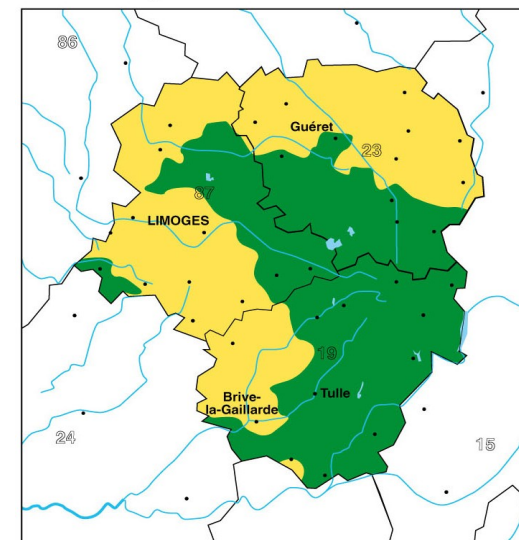 86
Guéret
23
87
LIMOGES
19
Brive-
la-Gaillarde
Tulle
24
15